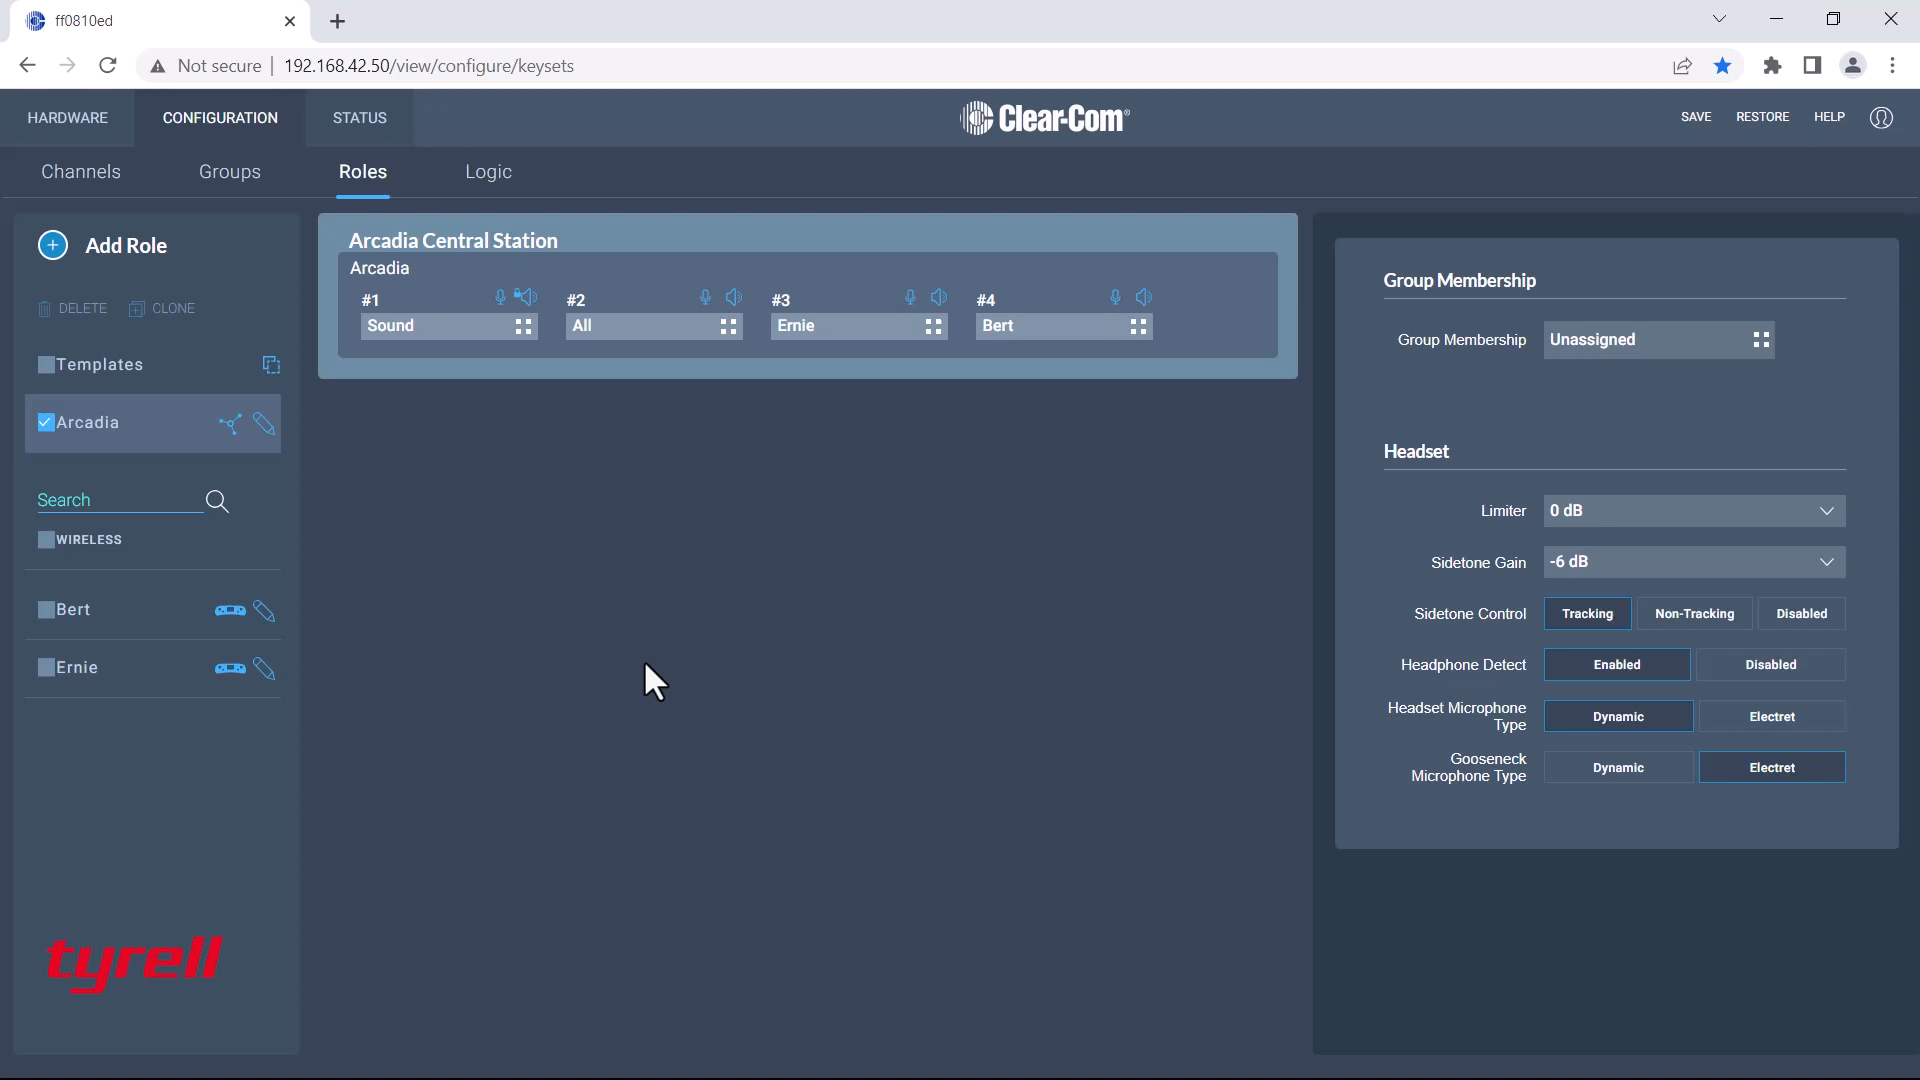 ff0810ed
Not secure
192.168.42.50/view/configure/keysets
HARDWARE
CONFIGURATION
STATUS
Clear-Com
SAVE
RESTORE
HELP
Channels
Groups
Roles
Logic
Add Role
DELETE
CLONE
Templates
Arcadia
Search
WIRELESS
Bert
Ernie
tyrell
Arcadia Central Station
Arcadia
#1
#2
#3
#4
Sound
All
Ernie
Bert
Group Membership
Group Membership
Unassigned
Headset
Limiter
0 dB
Sidetone Gain
-6 dB
Sidetone Control
Tracking
Non-Tracking
Disabled
Headphone Detect
Enabled
Disabled
Headset Microphone
Type
Dynamic
Electret
Gooseneck
Microphone Type
Dynamic
Electret